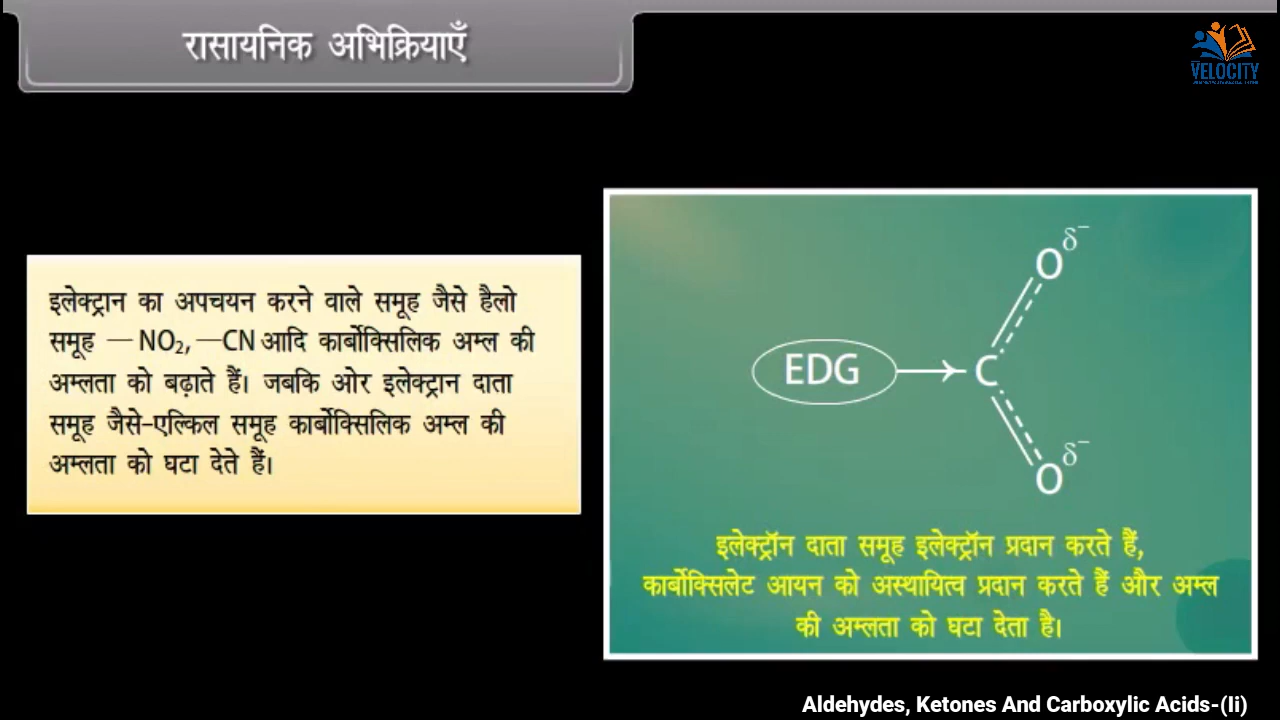 रासायनिक अभिक्रियाएँ
VELOCITY
इलेक्ट्रान का अपचयन करने वाले समूह जैसे हैलो
समूह —NO₂, —CN आदि कार्बोक्सिलिक अम्ल की
अम्लता को बढ़ाते हैं। जबकि ओर इलेक्ट्रान दाता
समूह जैसे-एल्किल समूह कार्बोक्सिलिक अम्ल की
अम्लता को घटा देते हैं।
O δ⁻
EDG C
O δ⁻
इलेक्ट्रॉन दाता समूह इलेक्ट्रॉन प्रदान करते हैं,
कार्बोक्सिलेट आयन को अस्थायित्व प्रदान करते हैं और अम्ल
की अम्लता को घटा देता है।
Aldehydes, Ketones And Carboxylic Acids-(Ii)